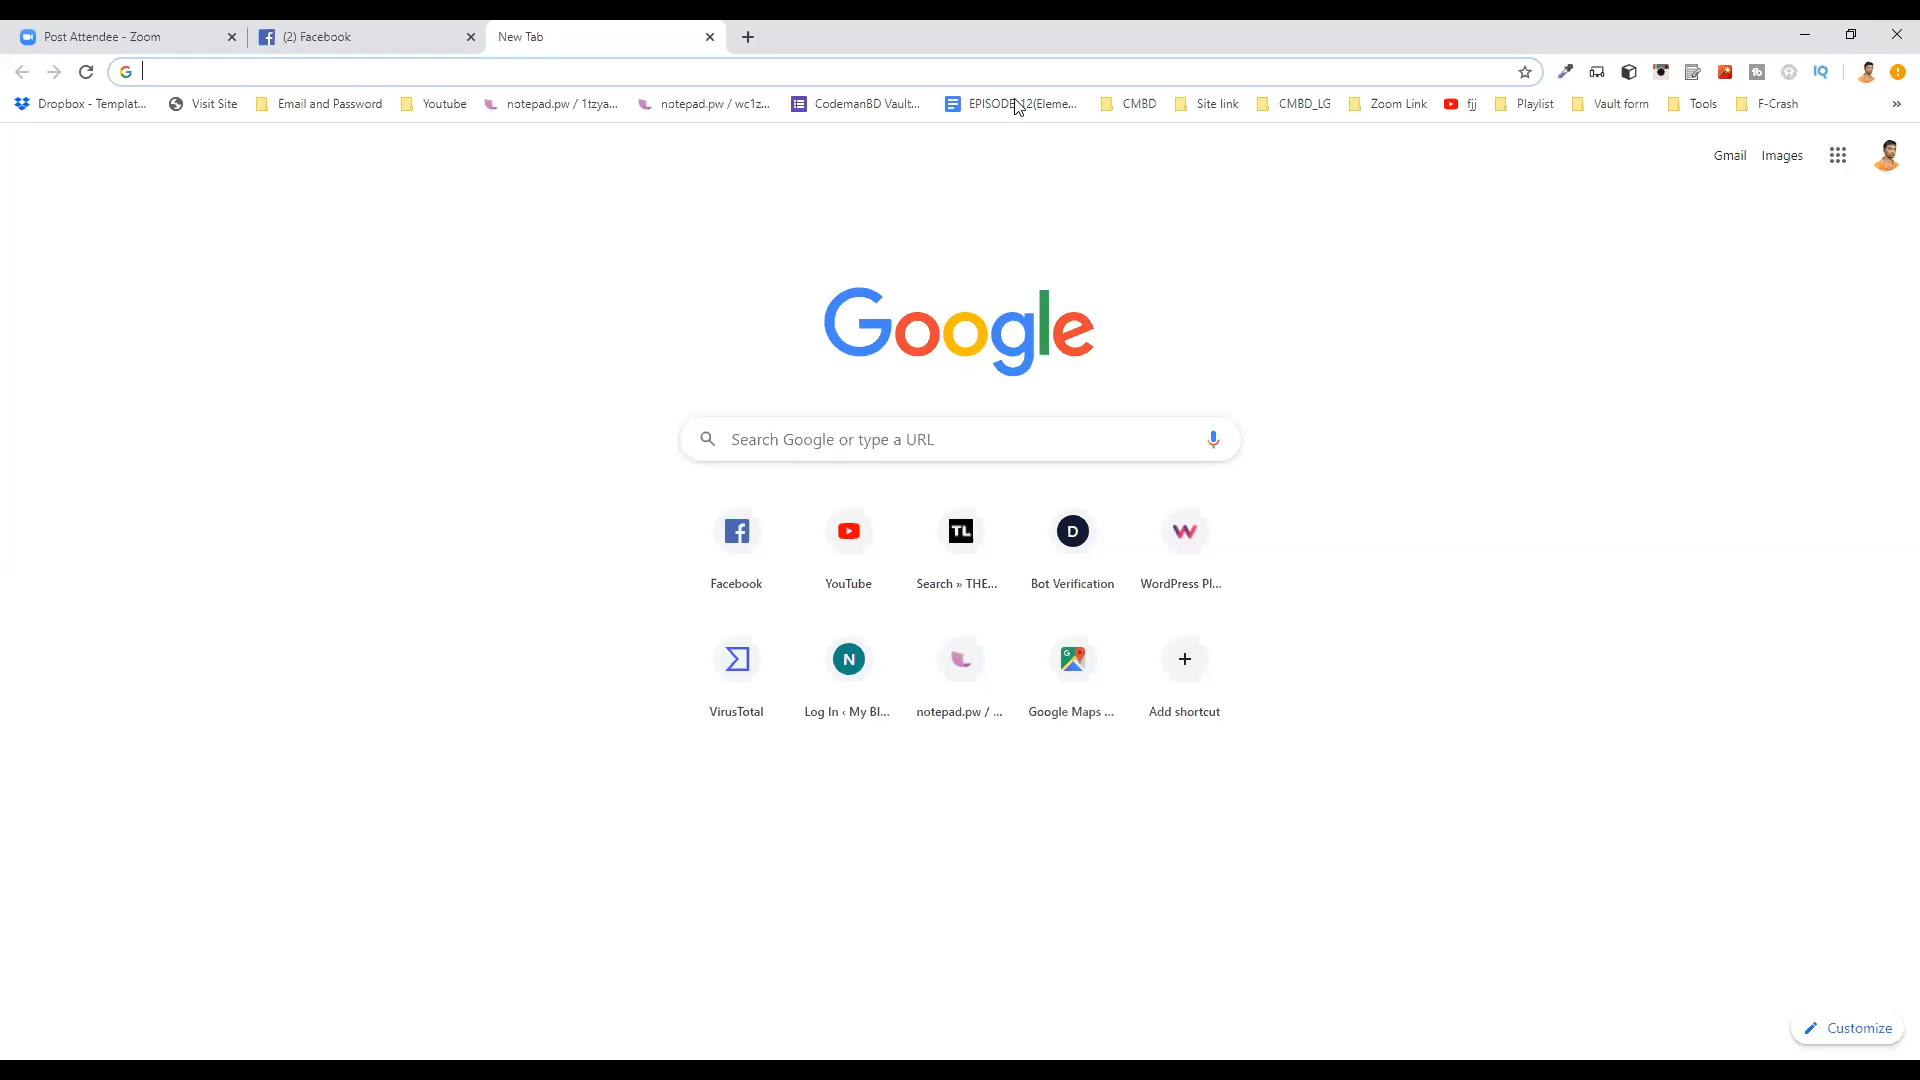 Post Attendee - Zoom
(2) Facebook
New Tab
Dropbox - Templat...
Visit Site
Email and Password
Youtube
notepad.pw / 1tzya...
notepad.pw / wc1z...
CodemanBD Vault...
EPISODE 12(Eleme...
CMBD
Site link
CMBD_LG
Zoom Link
fjj
Playlist
Vault form
Tools
F-Crash
»
Gmail
Images
Google
Search Google or type a URL
Facebook
YouTube
TL
Search » THE...
D
Bot Verification
WordPress Pl...
VirusTotal
N
Log In ‹ My Bl...
notepad.pw / ...
Google Maps ...
Add shortcut
Customize